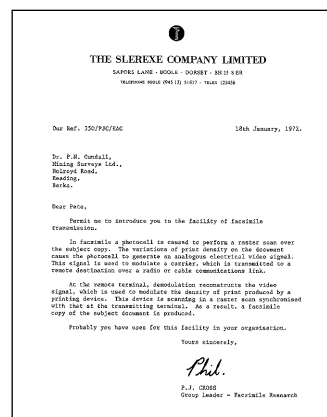 THE SLEREXE COMPANY LIMITED
SAPORS LANE · BOOLE · DORSET · BH 25 8 ER
TELEPHONE BOOLE (945 13) 51617 · TELEX 123456
Our Ref. 350/PJC/EAC 18th January, 1972.
Dr. P.N. Cundall,
Mining Surveys Ltd.,
Holroyd Road,
Reading,
Berks.
Dear Pete,
Permit me to introduce you to the facility of facsimile
transmission.
In facsimile a photocell is caused to perform a raster scan over
the subject copy. The variations of print density on the document
cause the photocell to generate an analogous electrical video signal.
This signal is used to modulate a carrier, which is transmitted to a
remote destination over a radio or cable communications link.
At the remote terminal, demodulation reconstructs the video
signal, which is used to modulate the density of print produced by a
printing device. This device is scanning in a raster scan synchronised
with that at the transmitting terminal. As a result, a facsimile
copy of the subject document is produced.
Probably you have uses for this facility in your organisation.
Yours sincerely,
Phil.
P.J. CROSS
Group Leader - Facsimile Research